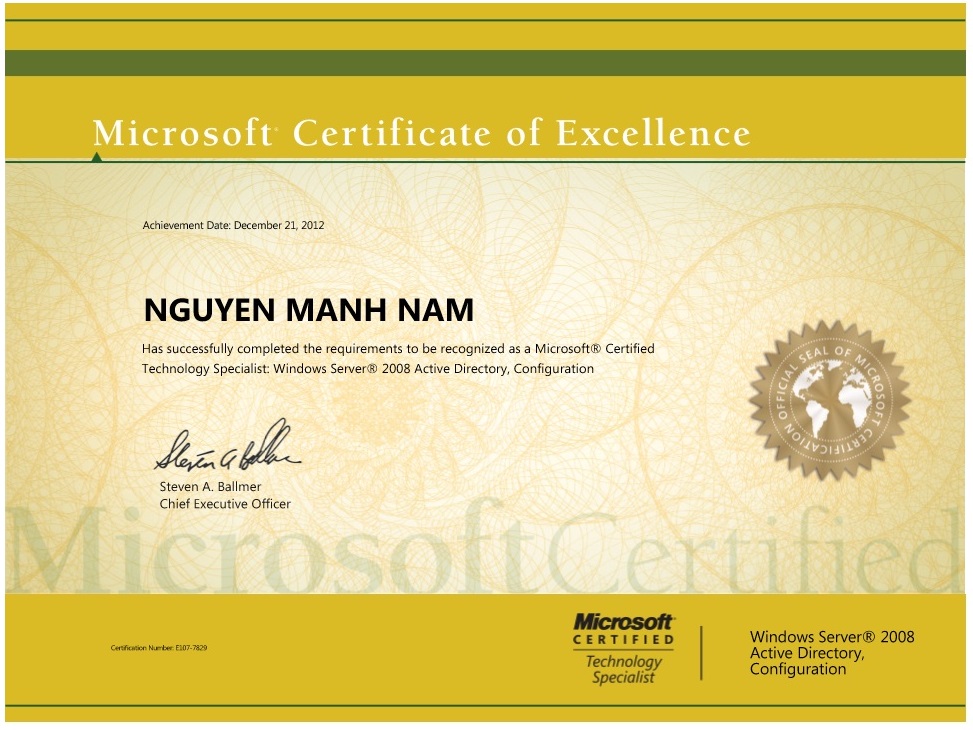 Microsoft® Certificate of Excellence
Achievement Date: December 21, 2012
NGUYEN MANH NAM
Has successfully completed the requirements to be recognized as a Microsoft® Certified
Technology Specialist: Windows Server® 2008 Active Directory, Configuration
OFFICIAL SEAL OF MICROSOFT CERTIFICATION
Steven A Ballmer
Steven A. Ballmer
Chief Executive Officer
MicrosoftCertified
Certification Number: E107-7829
Microsoft
CERTIFIED
Technology
Specialist
Windows Server® 2008
Active Directory,
Configuration